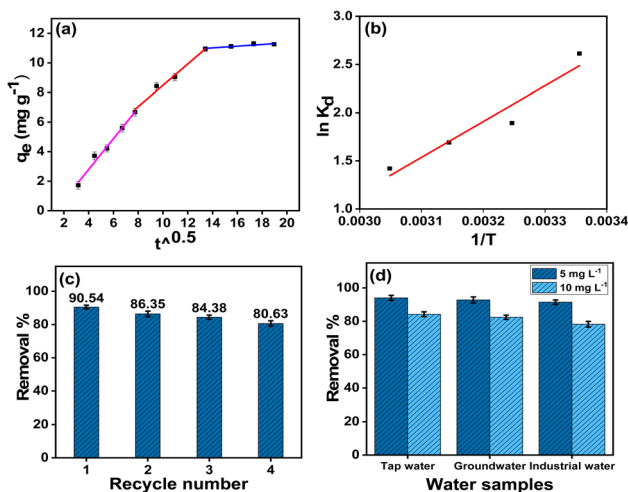 (a)
12
10
8
6
4
2
0
qe (mg g⁻¹)
2 4 6 8 10 12 14 16 18 20
t^0.5
(b)
3.0
2.5
2.0
1.5
1.0
ln Kd
0.0030 0.0031 0.0032 0.0033 0.0034
1/T
(c)
100
80
60
40
20
0
Removal %
90.54 86.35 84.38 80.63
1 2 3 4
Recycle number
(d)
5 mg L⁻¹
10 mg L⁻¹
100
80
60
40
20
0
Removal %
Tap water Groundwater Industrial water
Water samples